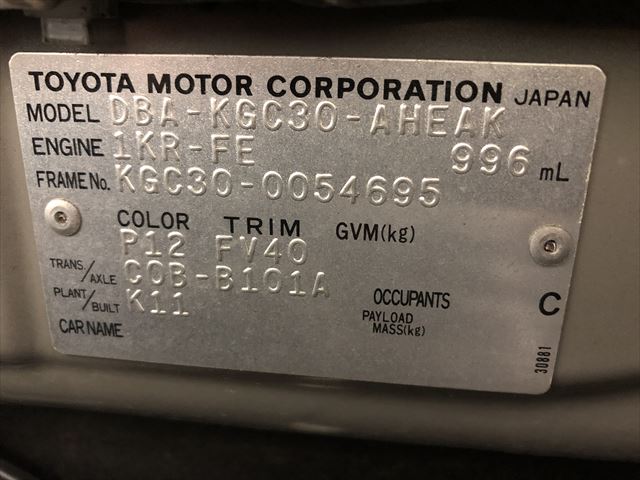 TOYOTA MOTOR CORPORATION JAPAN
MODEL DBA-KGC30-AHEAK
ENGINE 1KR-FE 996 mL
FRAME No. KGC30-0054695
COLOR TRIM GVM(kg)
P12 FV40
TRANS/AXLE C0B-B101A
PLANT/BUILT K11
OCCUPANTS C
CAR NAME
PAYLOAD MASS(kg)
30881